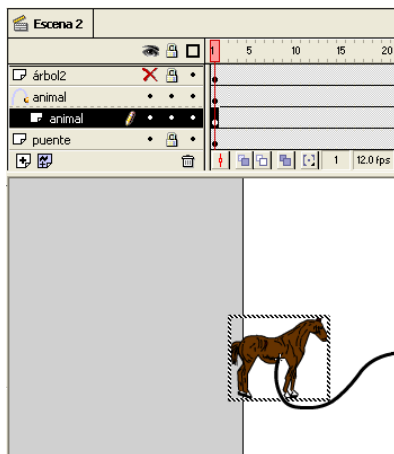 Escena 2
1 5 10 15 20
árbol2
animal
animal
puente
1 12.0 fps